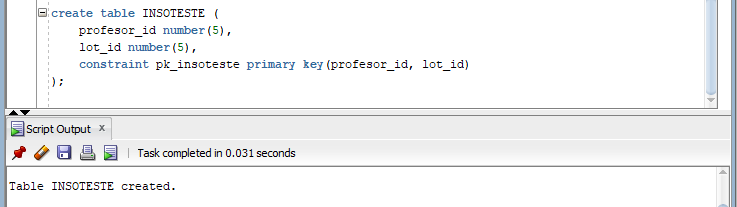 create table INSOTESTE (
profesor_id number(5),
lot_id number(5),
constraint pk_insoteste primary key(profesor_id, lot_id)
);
Script Output x
Task completed in 0.031 seconds
Table INSOTESTE created.